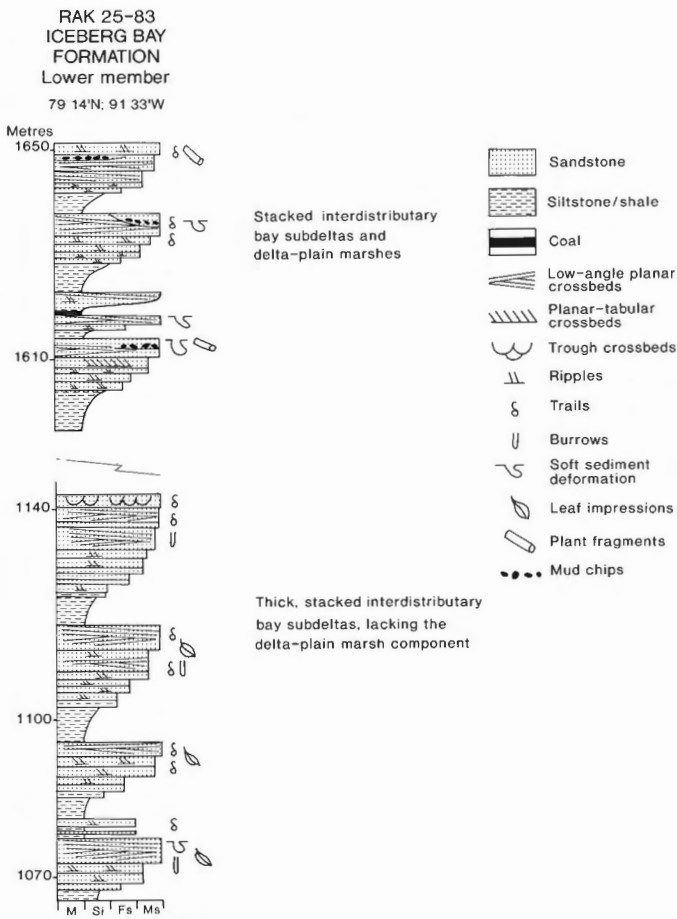 RAK 25-83
ICEBERG BAY
FORMATION
Lower member
79 14'N; 91 33'W
Metres
1650
1610
1140
1100
1070
M Si Fs Ms
Stacked interdistributary
bay subdeltas and
delta-plain marshes
Thick, stacked interdistributary
bay subdeltas, lacking the
delta-plain marsh component
Sandstone
Siltstone/shale
Coal
Low-angle planar
crossbeds
Planar-tabular
crossbeds
Trough crossbeds
Ripples
Trails
Burrows
Soft sediment
deformation
Leaf impressions
Plant fragments
Mud chips